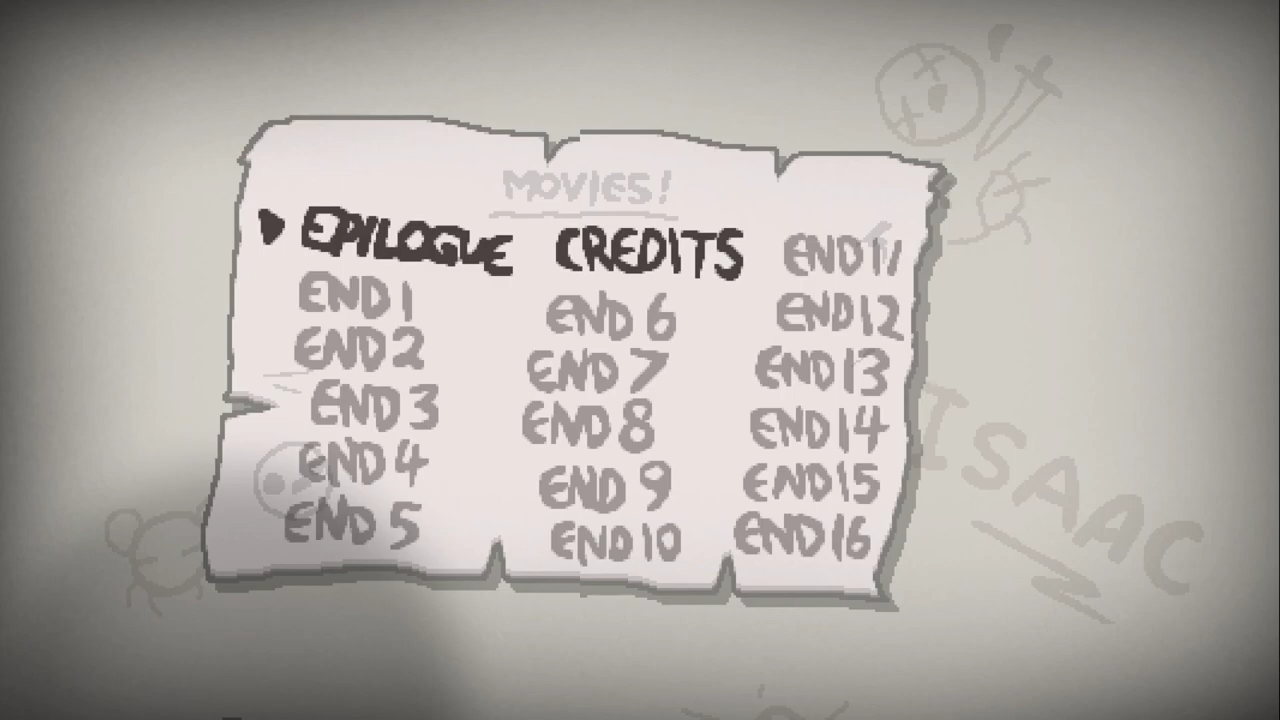 MOVIES!
EPILOGUE CREDITS END 11
END 1 END 6 END 12
END 2 END 7 END 13
END 3 END 8 END 14
END 4 END 9 END 15
END 5 END 10 END 16
ISAAC